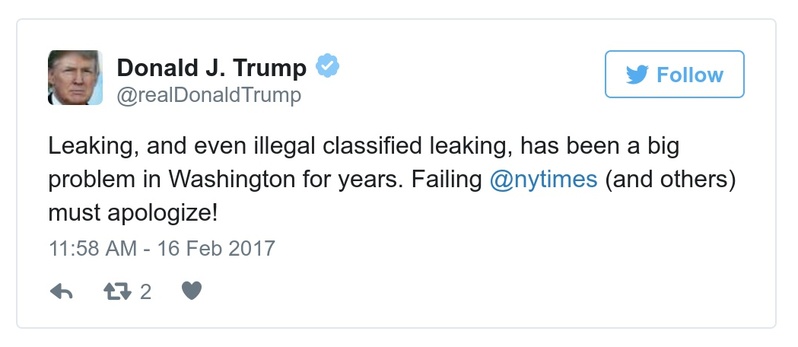 Donald J. Trump
@realDonaldTrump
Follow
Leaking, and even illegal classified leaking, has been a big
problem in Washington for years. Failing @nytimes (and others)
must apologize!
11:58 AM - 16 Feb 2017
2